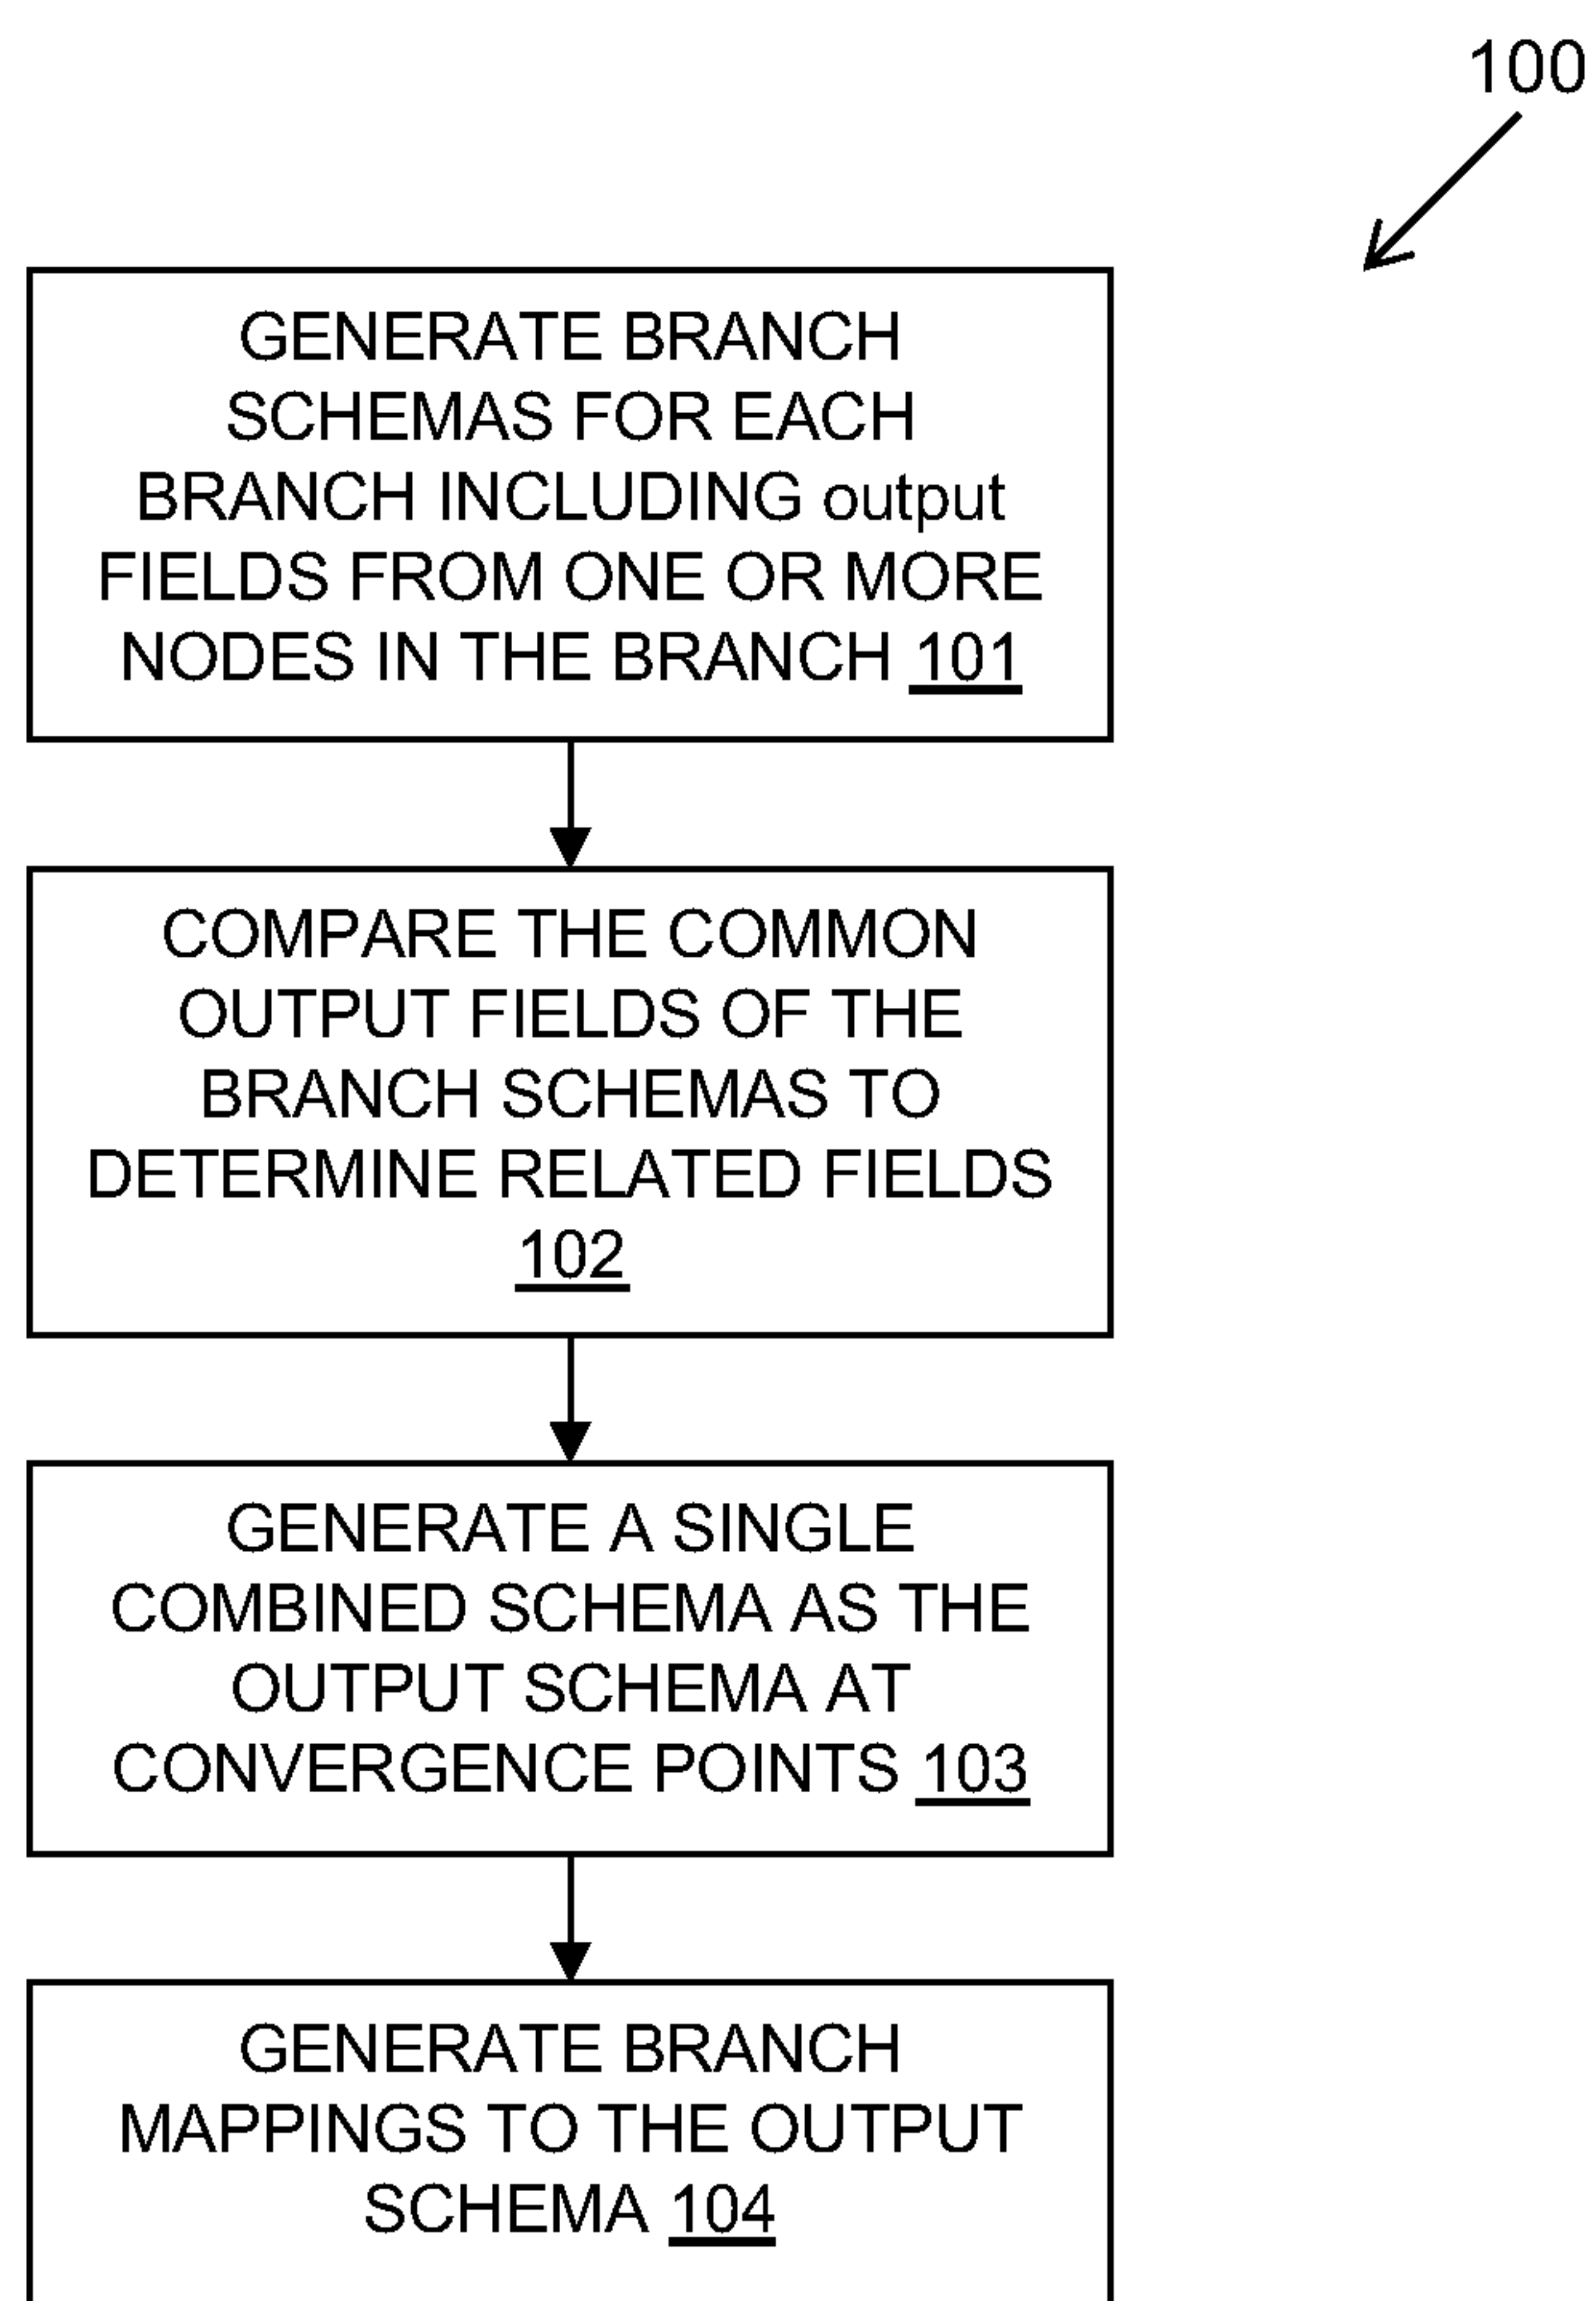 100
GENERATE BRANCH
SCHEMAS FOR EACH
BRANCH INCLUDING output
FIELDS FROM ONE OR MORE
NODES IN THE BRANCH 101
COMPARE THE COMMON
OUTPUT FIELDS OF THE
BRANCH SCHEMAS TO
DETERMINE RELATED FIELDS
102
GENERATE A SINGLE
COMBINED SCHEMA AS THE
OUTPUT SCHEMA AT
CONVERGENCE POINTS 103
GENERATE BRANCH
MAPPINGS TO THE OUTPUT
SCHEMA 104